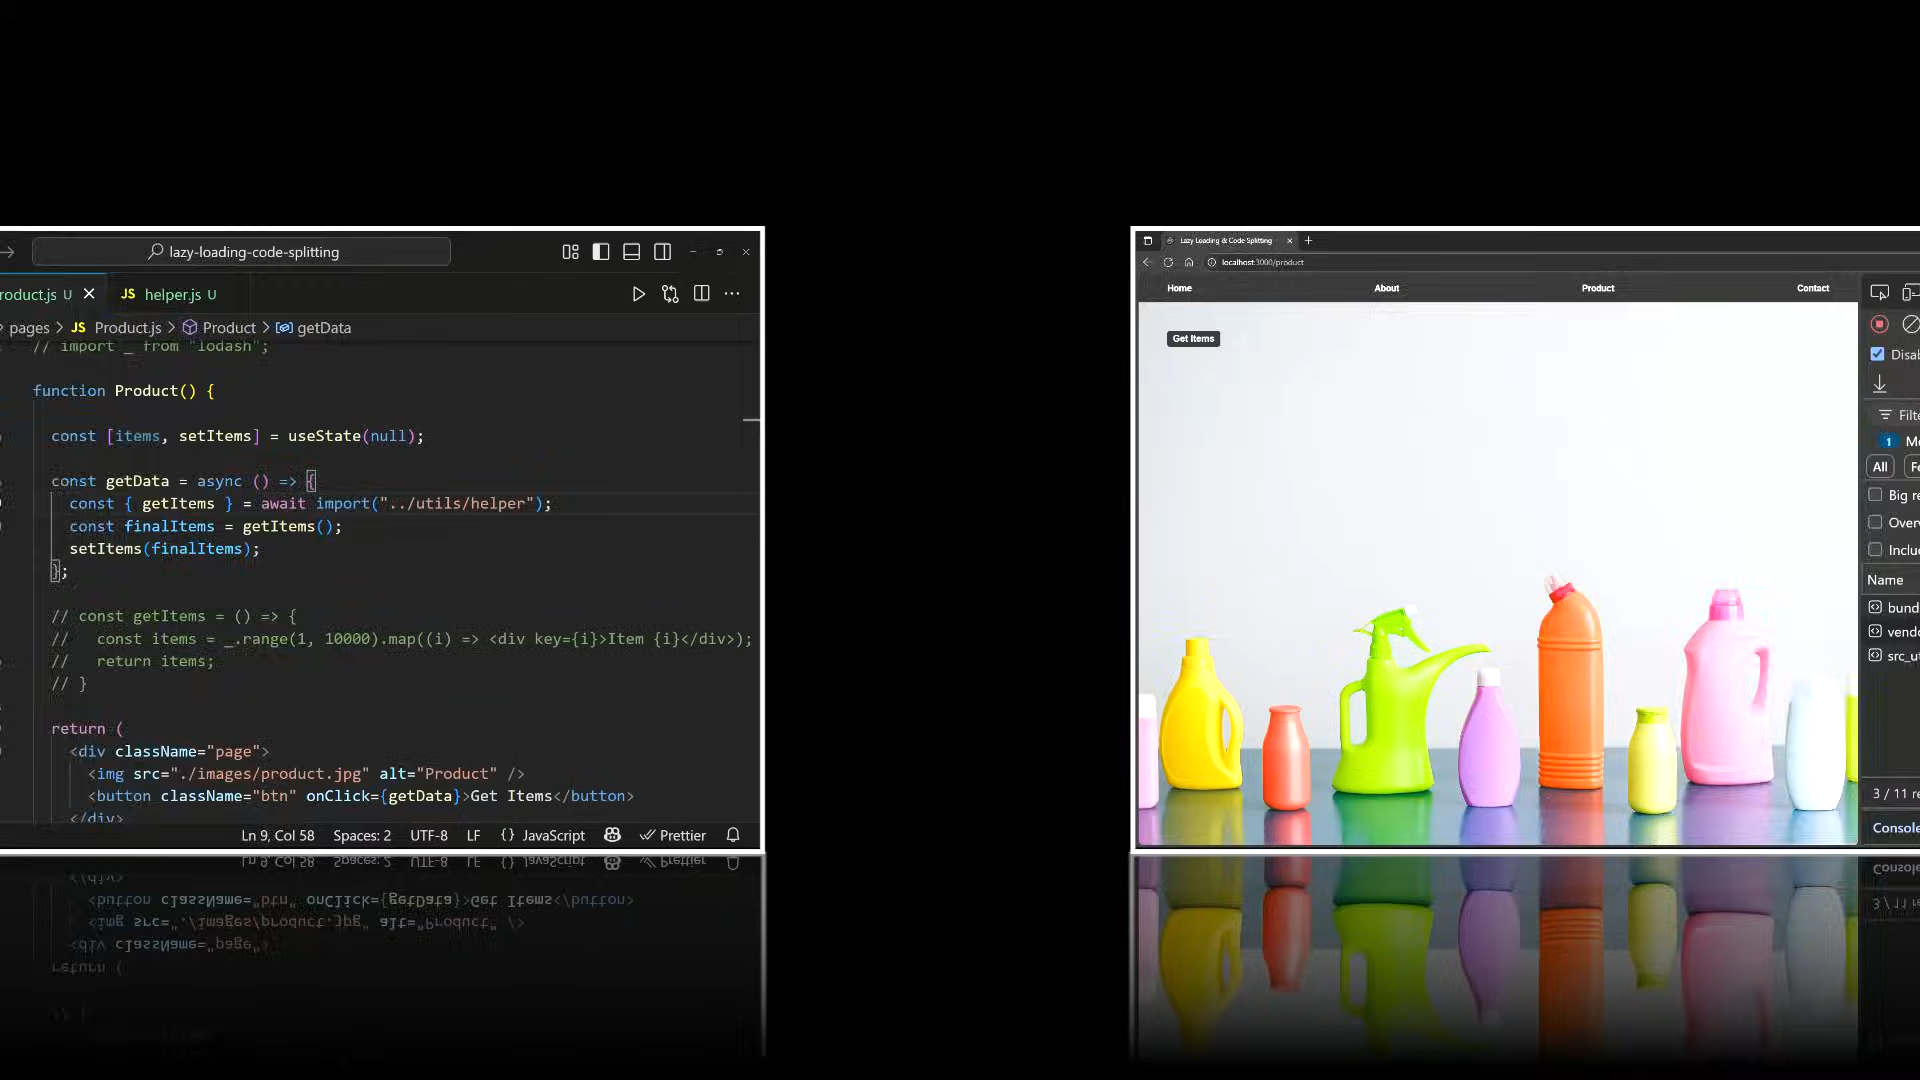 lazy-loading-code-splitting
roduct.js U
JS helper.js U
pages > JS Product.js > Product > getData
// import _ from "lodash";
function Product() {
const [items, setItems] = useState(null);
const getData = async () => {
const { getItems } = await import("../utils/helper");
const finalItems = getItems();
setItems(finalItems);
};
// const getItems = () => {
// const items = _.range(1, 10000).map((i) => <div key={i}>Item {i}</div>);
// return items;
// }
return (
<div className="page">
<img src="./images/product.jpg" alt="Product" />
<button className="btn" onClick={getData}>Get Items</button>
</div>
Ln 9, Col 58 Spaces: 2 UTF-8 LF {} JavaScript Prettier
Lazy Loading & Code Splitting
localhost:3000/product
Home About Product Contact
Get Items
Disab
Filte
1 Mo
All Fe
Big re
Overv
Inclu
Name
bund
vendo
src_ut
3 / 11 re
Console